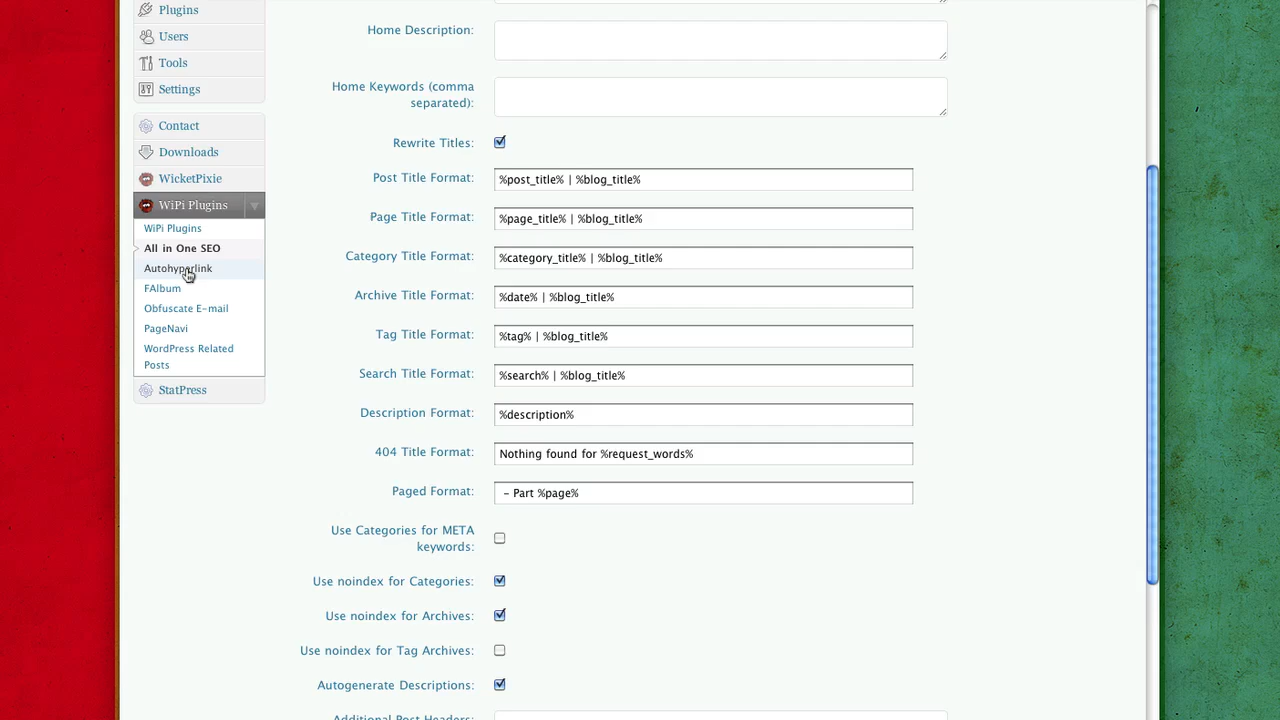 Plugins
Users
Tools
Settings
Contact
Downloads
WicketPixie
WiPi Plugins
WiPi Plugins
All in One SEO
Autohyperlink
FAlbum
Obfuscate E-mail
PageNavi
WordPress Related
Posts
StatPress
Home Description:
Home Keywords (comma
separated):
Rewrite Titles:
Post Title Format: %post_title% | %blog_title%
Page Title Format: %page_title% | %blog_title%
Category Title Format: %category_title% | %blog_title%
Archive Title Format: %date% | %blog_title%
Tag Title Format: %tag% | %blog_title%
Search Title Format: %search% | %blog_title%
Description Format: %description%
404 Title Format: Nothing found for %request_words%
Paged Format: - Part %page%
Use Categories for META
keywords:
Use noindex for Categories:
Use noindex for Archives:
Use noindex for Tag Archives:
Autogenerate Descriptions:
Additional Post Headers: